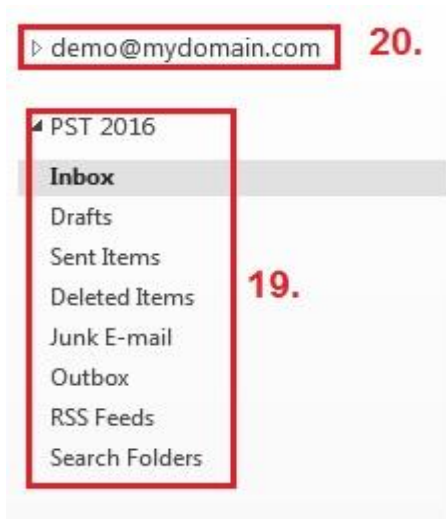 demo@mydomain.com 20.
PST 2016
Inbox
Drafts
Sent Items
Deleted Items
19.
Junk E-mail
Outbox
RSS Feeds
Search Folders